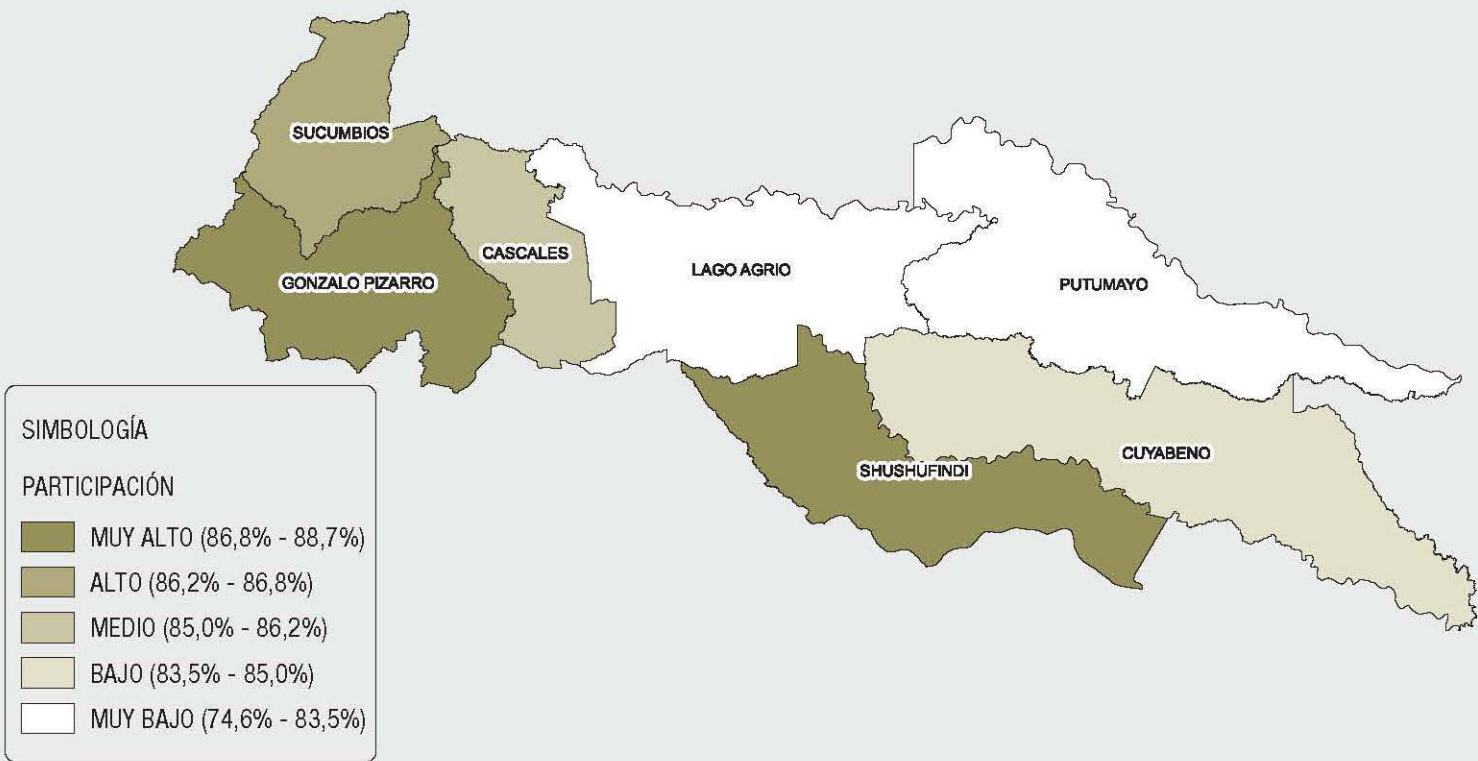 SUCUMBIOS
GONZALO PIZARRO
CASCALES
LAGO AGRIO
PUTUMAYO
SHUSHUFINDI
CUYABENO
SIMBOLOGÍA
PARTICIPACIÓN
MUY ALTO (86,8% - 88,7%)
ALTO (86,2% - 86,8%)
MEDIO (85,0% - 86,2%)
BAJO (83,5% - 85,0%)
MUY BAJO (74,6% - 83,5%)